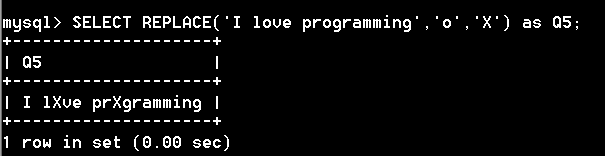 mysql> SELECT REPLACE('I love programming','o','X') as Q5;
+--------------------+
| Q5                 |
+--------------------+
| I lXve prXgramming |
+--------------------+
1 row in set (0.00 sec)